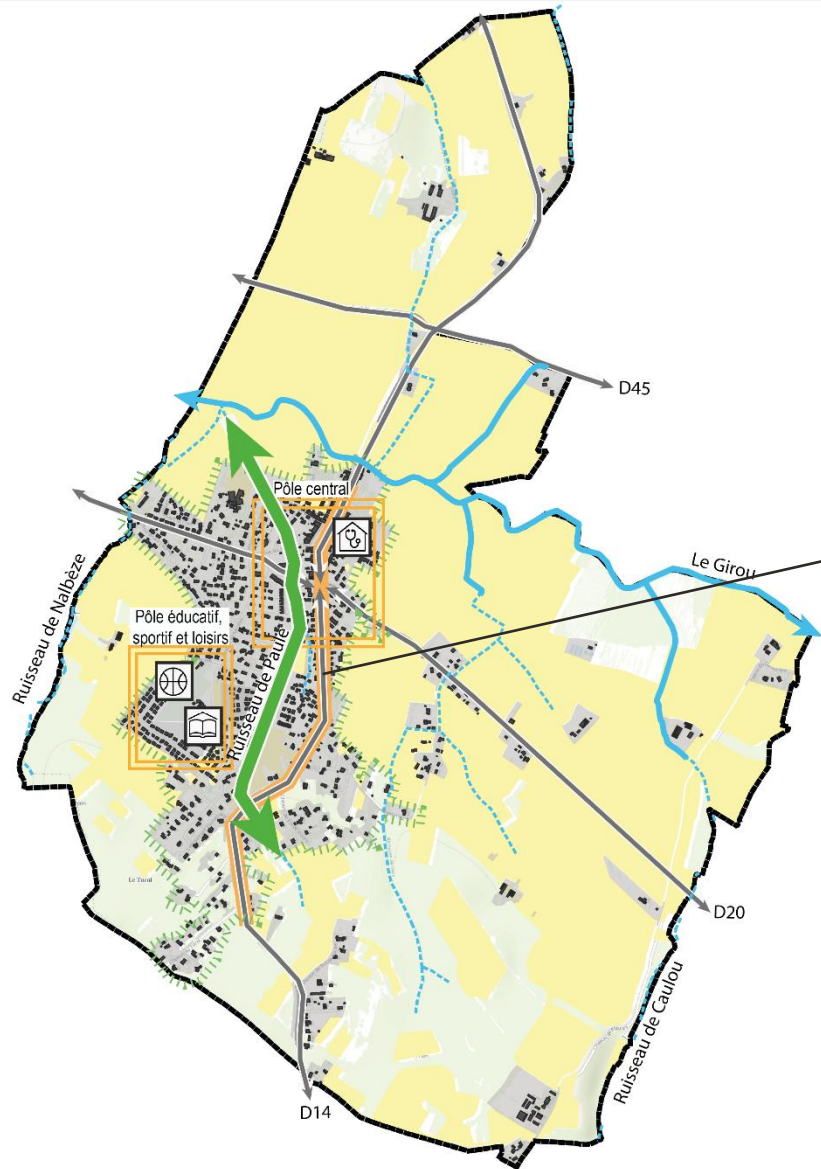 D45
Pôle central
Le Girou
Ruisseau de Nalbèze
Pôle éducatif,
sportif et loisirs
Ruisseau de Paulé
Le Turol
D20
Ruisseau de Caulou
D14